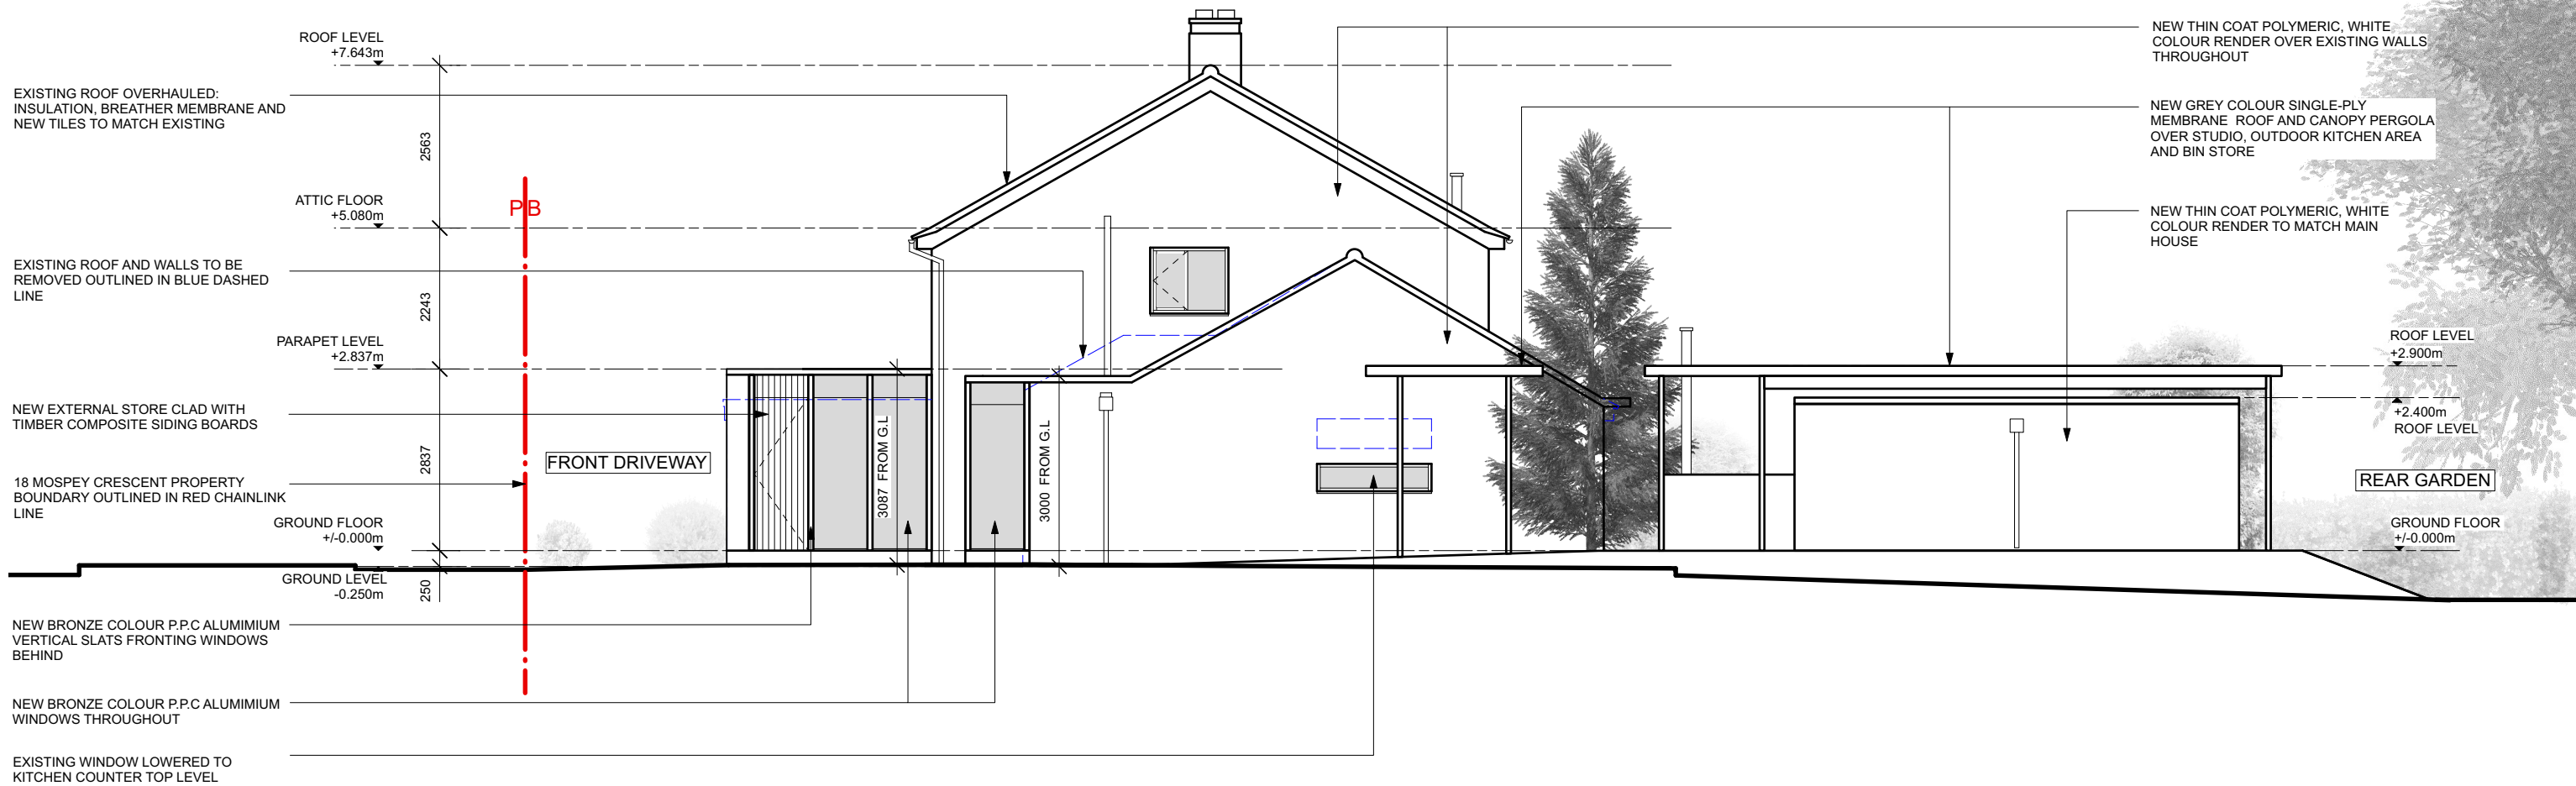 ROOF LEVEL
+7.643m
EXISTING ROOF OVERHAULED:
INSULATION, BREATHER MEMBRANE AND
NEW TILES TO MATCH EXISTING
2563
ATTIC FLOOR
+5.080m
PB
EXISTING ROOF AND WALLS TO BE
REMOVED OUTLINED IN BLUE DASHED
LINE
2243
PARAPET LEVEL
+2.837m
NEW EXTERNAL STORE CLAD WITH
TIMBER COMPOSITE SIDING BOARDS
2837
FRONT DRIVEWAY
3087 FROM G.L
3000 FROM G.L
18 MOSPEY CRESCENT PROPERTY
BOUNDARY OUTLINED IN RED CHAINLINK
LINE
GROUND FLOOR
+/-0.000m
GROUND LEVEL
-0.250m
250
NEW BRONZE COLOUR P.P.C ALUMIMIUM
VERTICAL SLATS FRONTING WINDOWS
BEHIND
NEW BRONZE COLOUR P.P.C ALUMIMIUM
WINDOWS THROUGHOUT
EXISTING WINDOW LOWERED TO
KITCHEN COUNTER TOP LEVEL
NEW THIN COAT POLYMERIC, WHITE
COLOUR RENDER OVER EXISTING WALLS
THROUGHOUT
NEW GREY COLOUR SINGLE-PLY
MEMBRANE ROOF AND CANOPY PERGOLA
OVER STUDIO, OUTDOOR KITCHEN AREA
AND BIN STORE
NEW THIN COAT POLYMERIC, WHITE
COLOUR RENDER TO MATCH MAIN
HOUSE
ROOF LEVEL
+2.900m
+2.400m
ROOF LEVEL
REAR GARDEN
GROUND FLOOR
+/-0.000m